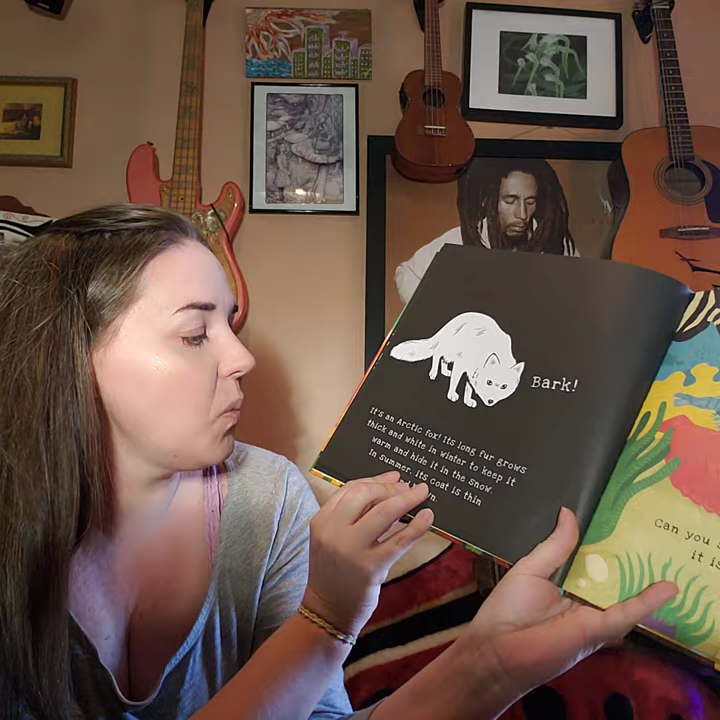 Bark!
It's an Arctic fox! Its long fur grows
thick and white in winter to keep it
warm and hide it in the snow.
In summer, its coat is thin
Can you
it is